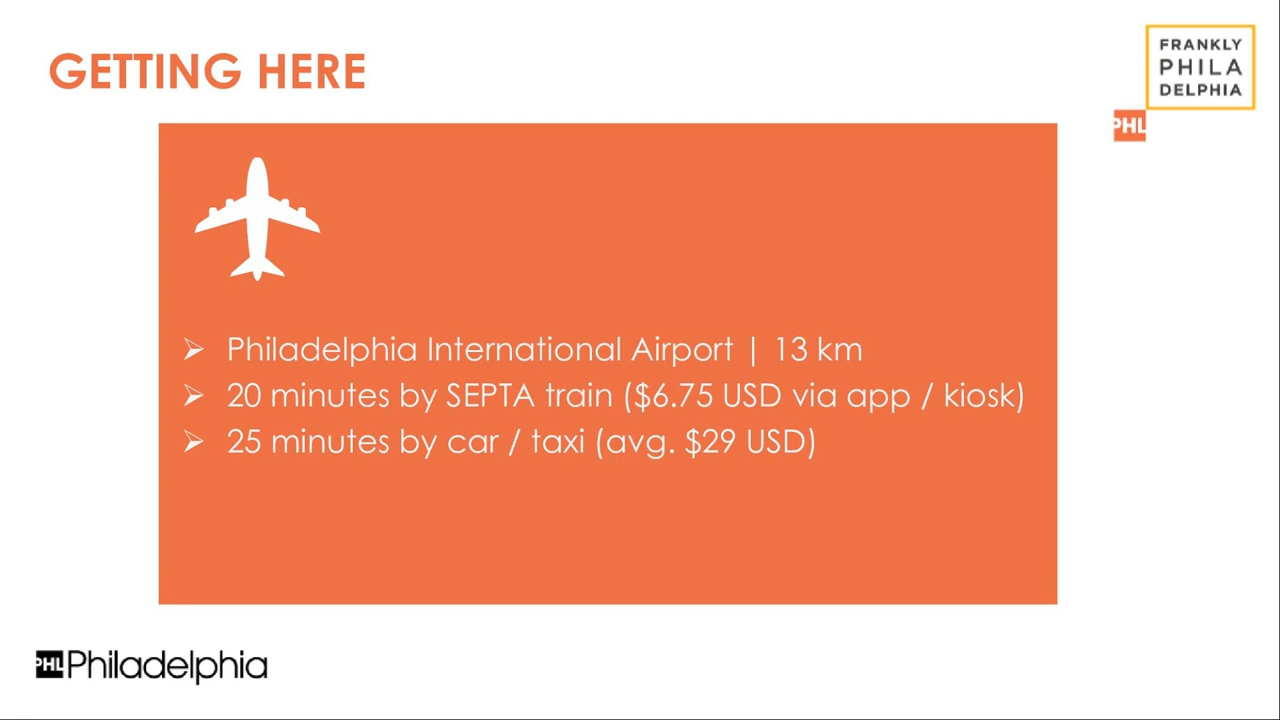 GETTING HERE
FRANKLY
PHILA
DELPHIA
PHL
➢ Philadelphia International Airport | 13 km
➢ 20 minutes by SEPTA train ($6.75 USD via app / kiosk)
➢ 25 minutes by car / taxi (avg. $29 USD)
PHL Philadelphia